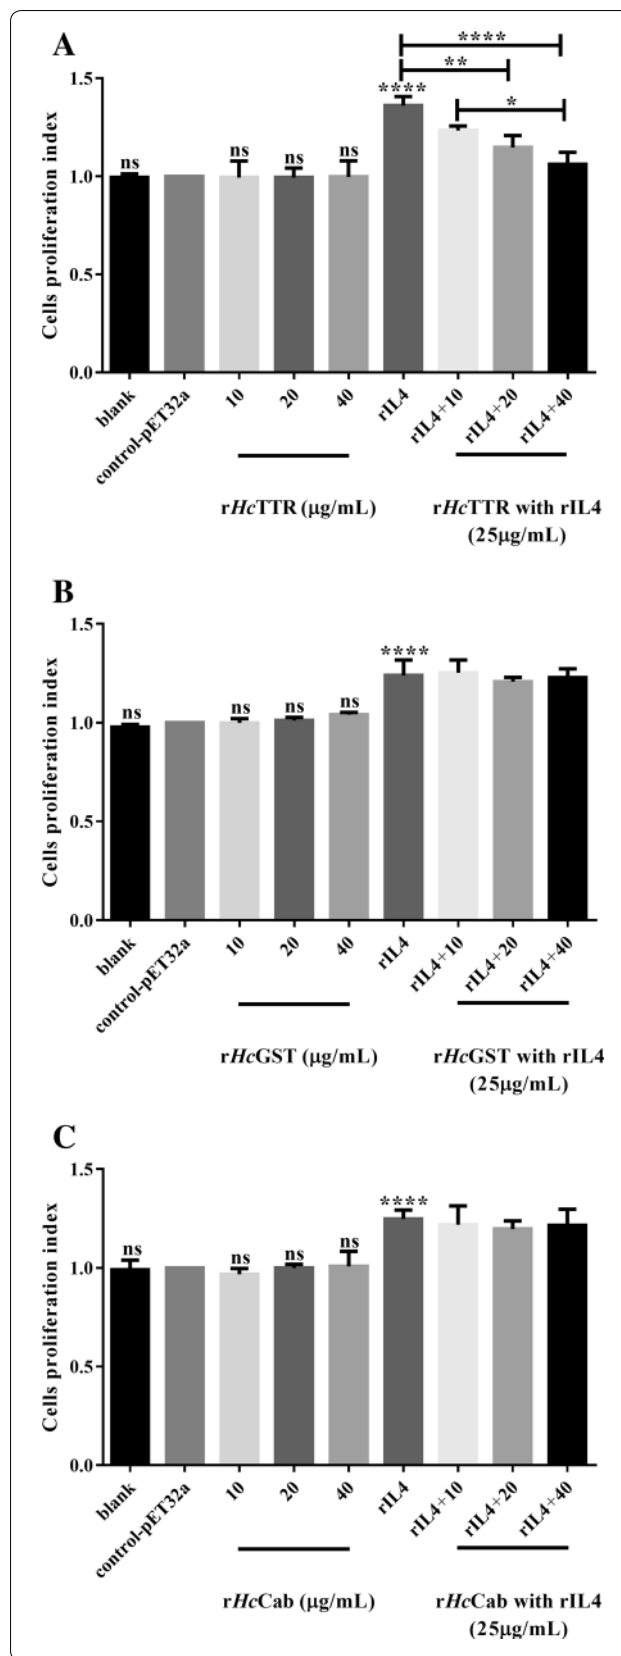 A
****
**
****
*
1.5
ns
ns
ns
ns
1.0
Cells proliferation index
0.5
0.0
blank
control-pET32a
10
20
40
rIL4
rIL4+10
rIL4+20
rIL4+40
rHcTTR (μg/mL)
rHcTTR with rIL4
(25μg/mL)
B
1.5
****
ns
ns
ns
ns
1.0
Cells proliferation index
0.5
0.0
blank
control-pET32a
10
20
40
rIL4
rIL4+10
rIL4+20
rIL4+40
rHcGST (μg/mL)
rHcGST with rIL4
(25μg/mL)
C
1.5
****
ns
ns
ns
ns
1.0
Cells proliferation index
0.5
0.0
blank
control-pET32a
10
20
40
rIL4
rIL4+10
rIL4+20
rIL4+40
rHcCab (μg/mL)
rHcCab with rIL4
(25μg/mL)